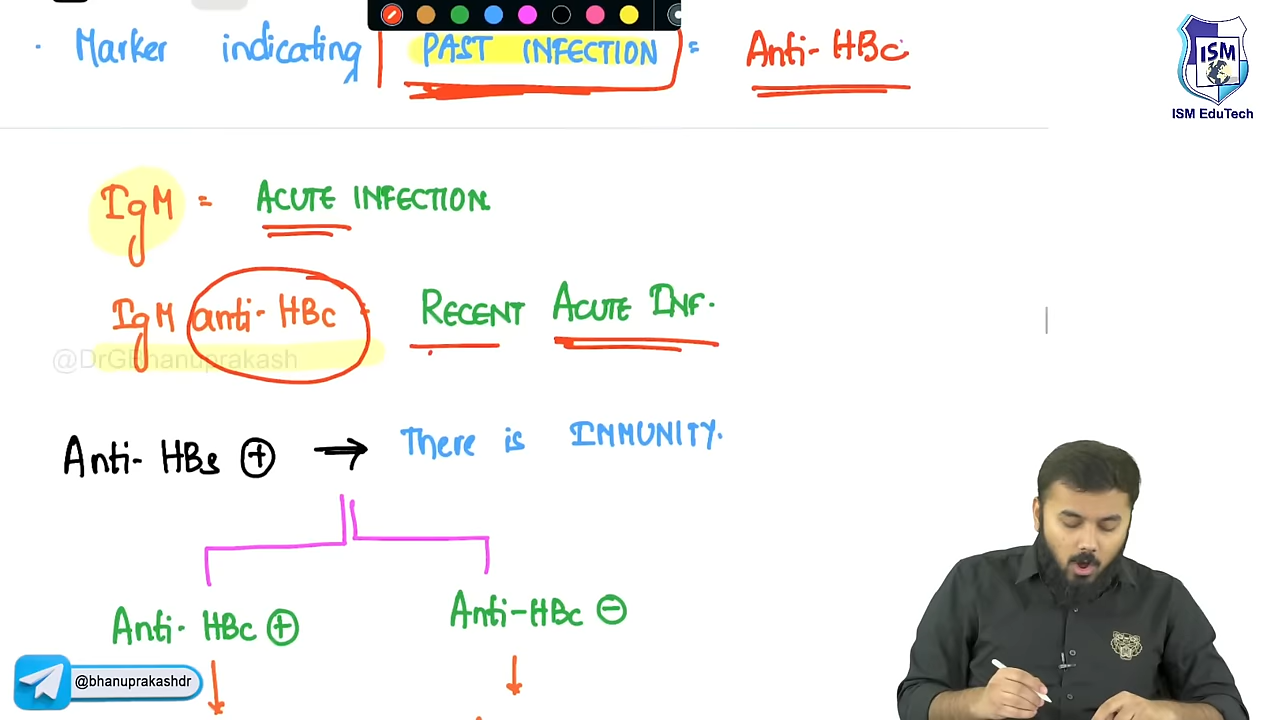 · Marker indicating PAST INFECTION = Anti-HBc
ISM
ISM EduTech
IgM = ACUTE INFECTION
IgM anti-HBc = RECENT ACUTE INF.
@DrGBhanuprakash
Anti-HBs ⊕ → There is IMMUNITY.
Anti-HBc ⊕ Anti-HBc ⊖
@bhanuprakashdr